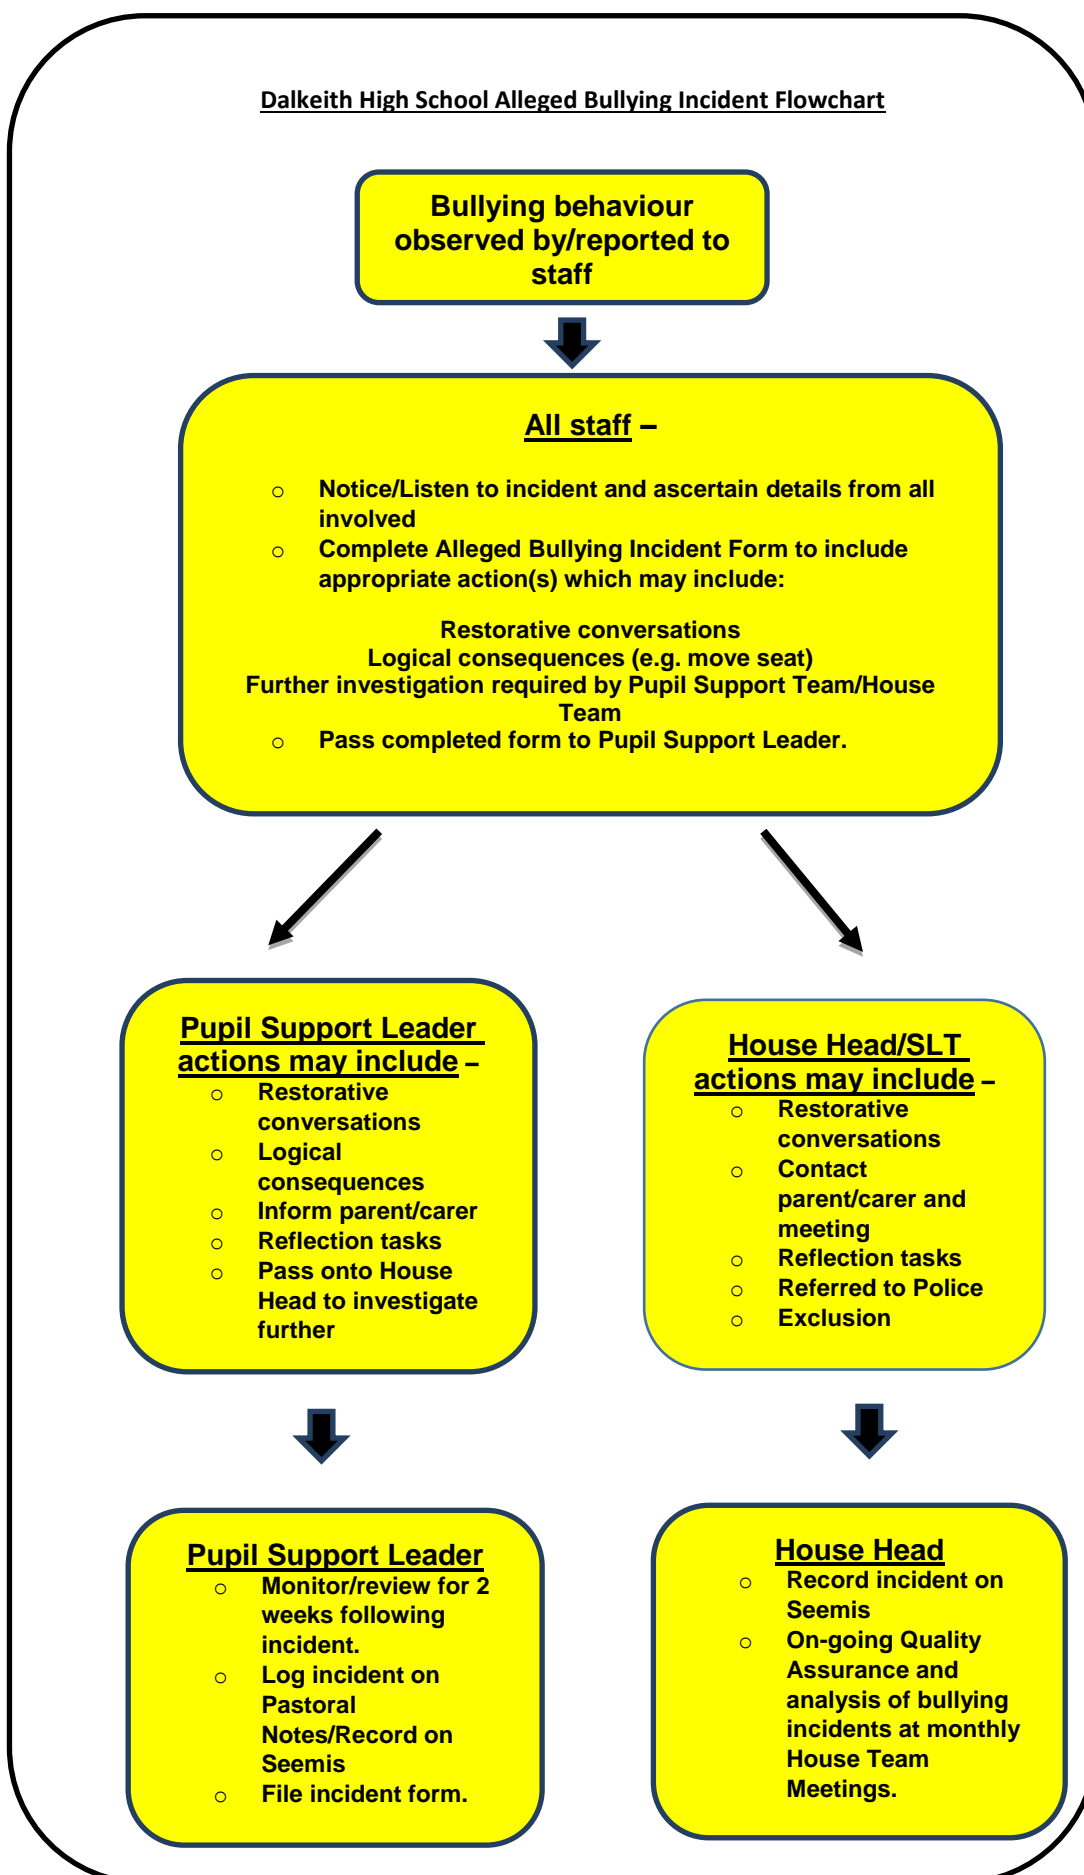 Dalkeith High School Alleged Bullying Incident Flowchart
Bullying behaviour
observed by/reported to
staff
All staff –
o Notice/Listen to incident and ascertain details from all
involved
o Complete Alleged Bullying Incident Form to include
appropriate action(s) which may include:
Restorative conversations
Logical consequences (e.g. move seat)
Further investigation required by Pupil Support Team/House
Team
o Pass completed form to Pupil Support Leader.
Pupil Support Leader
actions may include –
o Restorative
conversations
o Logical
consequences
o Inform parent/carer
o Reflection tasks
o Pass onto House
Head to investigate
further
House Head/SLT
actions may include –
o Restorative
conversations
o Contact
parent/carer and
meeting
o Reflection tasks
o Referred to Police
o Exclusion
Pupil Support Leader
o Monitor/review for 2
weeks following
incident.
o Log incident on
Pastoral
Notes/Record on
Seemis
o File incident form.
House Head
o Record incident on
Seemis
o On-going Quality
Assurance and
analysis of bullying
incidents at monthly
House Team
Meetings.